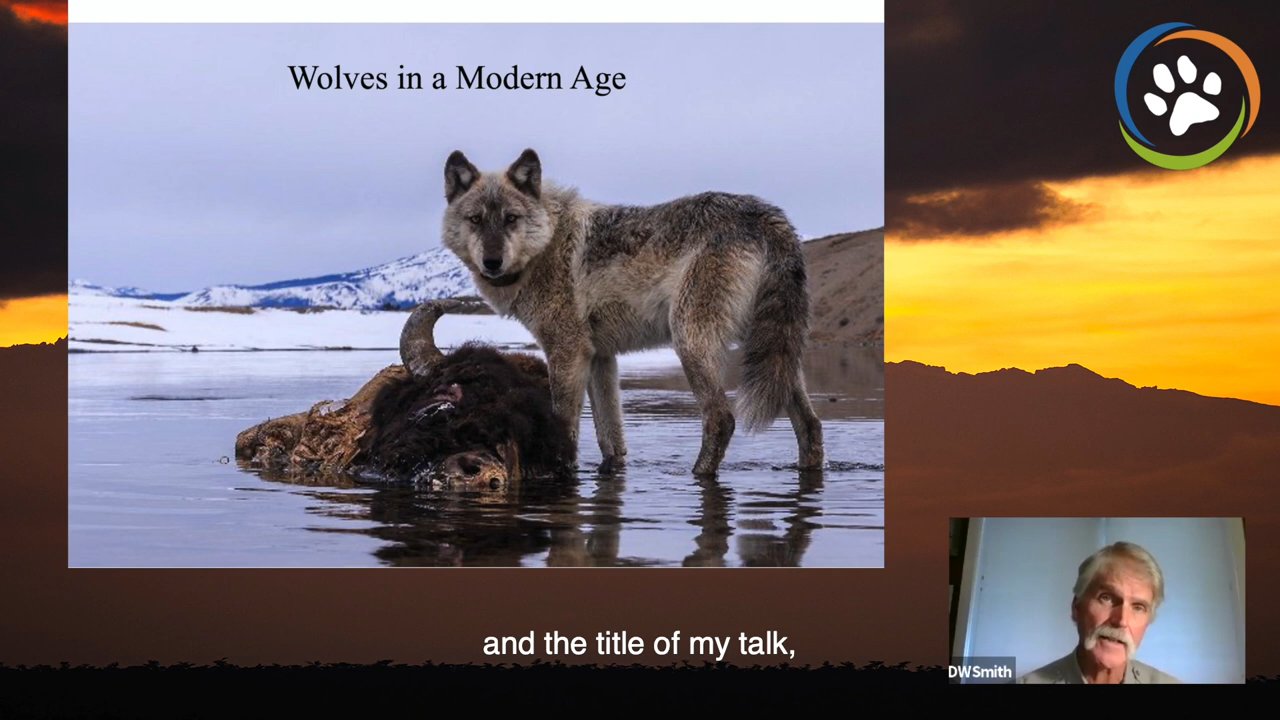 Wolves in a Modern Age
and the title of my talk,
DWSmith